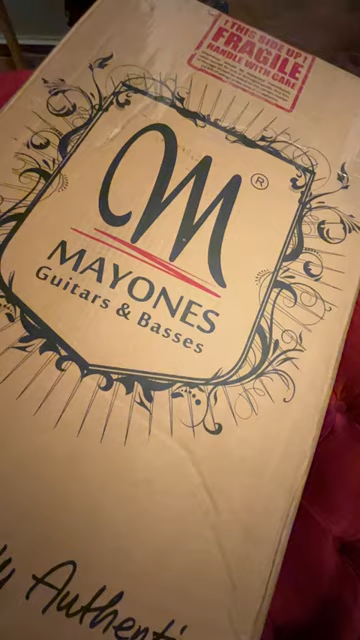 ! THIS SIDE UP !
FRAGILE
HANDLE WITH CARE
M
®
MAYONES
Guitars & Basses